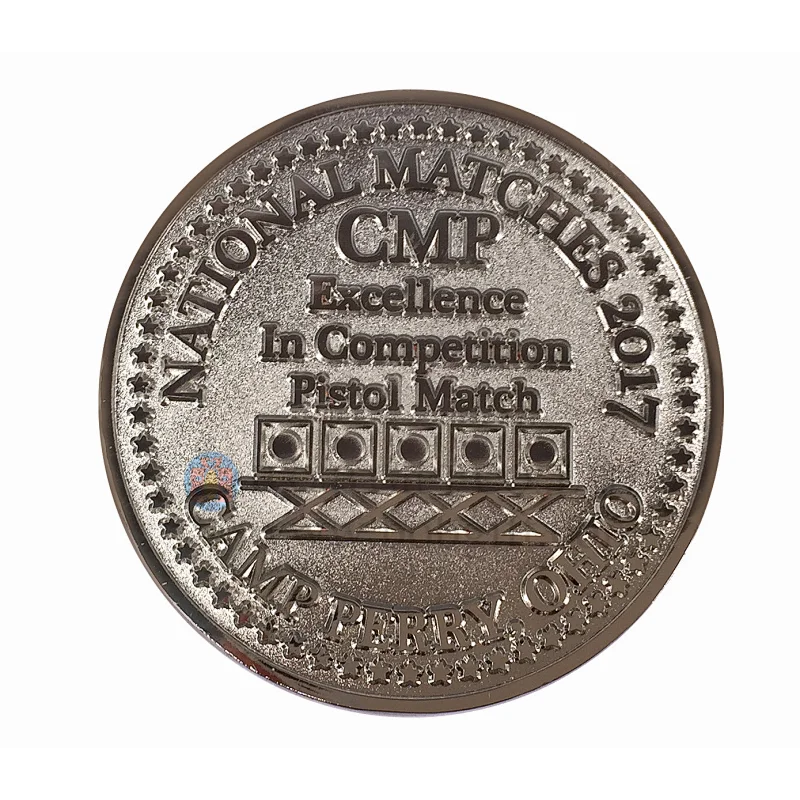 NATIONAL MATCHES 2017
CMP
Excellence
In Competition
Pistol Match
CAMP PERRY, OHIO